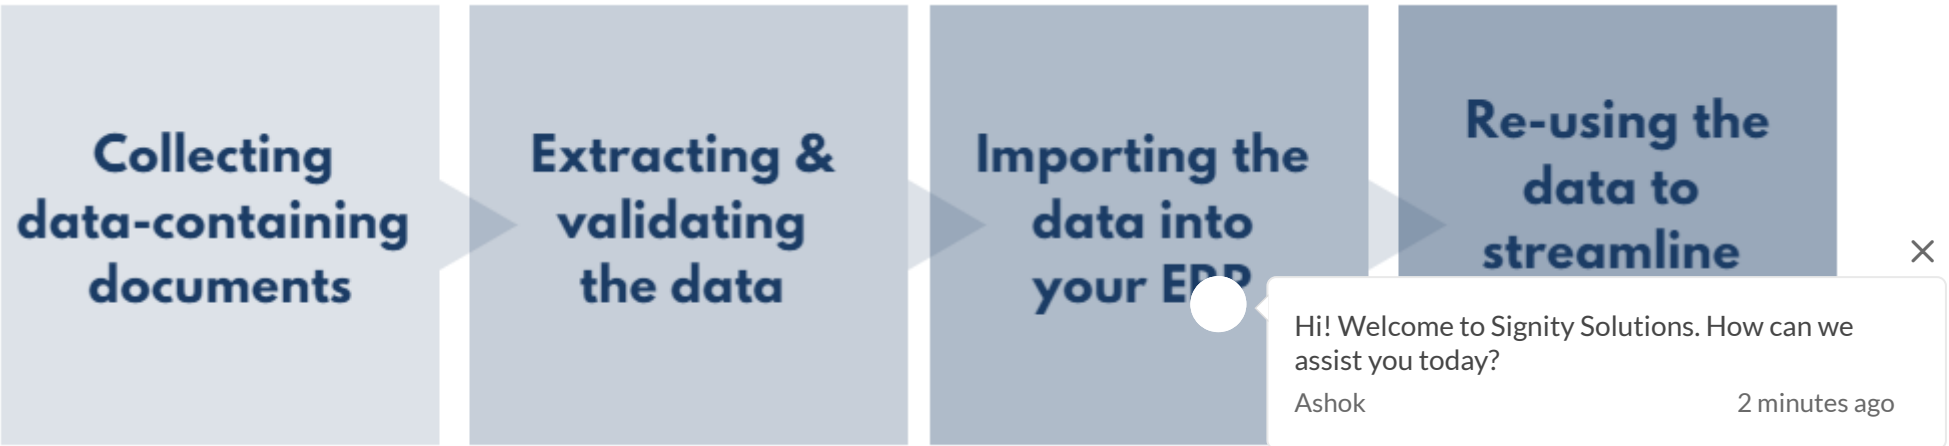 Collecting
data-containing
documents
Extracting &
validating
the data
Importing the
data into
your ERP
Re-using the
data to
streamline
Hi! Welcome to Signity Solutions. How can we
assist you today?
Ashok
2 minutes ago